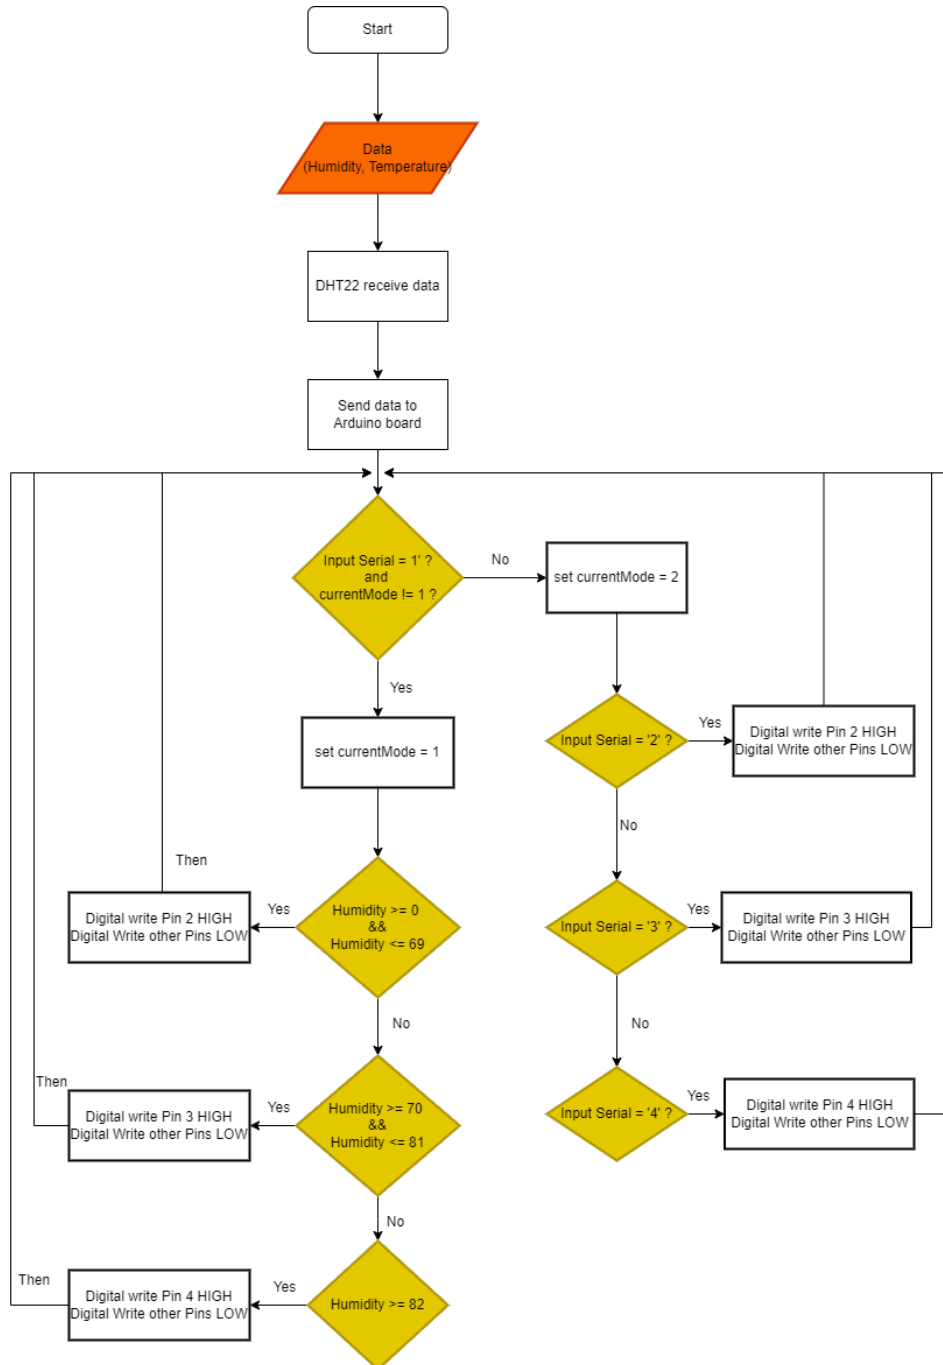 Start
Data
(Humidity, Temperature)
DHT22 receive data
Send data to
Arduino board
Input Serial = 1' ?
and
currentMode != 1 ?
No
set currentMode = 2
Yes
set currentMode = 1
Input Serial = '2' ?
Yes
Digital write Pin 2 HIGH
Digital Write other Pins LOW
No
Then
Humidity >= 0
&&
Humidity <= 69
Yes
Digital write Pin 2 HIGH
Digital Write other Pins LOW
Input Serial = '3' ?
Yes
Digital write Pin 3 HIGH
Digital Write other Pins LOW
No
No
Then
Humidity >= 70
&&
Humidity <= 81
Yes
Digital write Pin 3 HIGH
Digital Write other Pins LOW
Input Serial = '4' ?
Yes
Digital write Pin 4 HIGH
Digital Write other Pins LOW
No
Then
Humidity >= 82
Yes
Digital write Pin 4 HIGH
Digital Write other Pins LOW